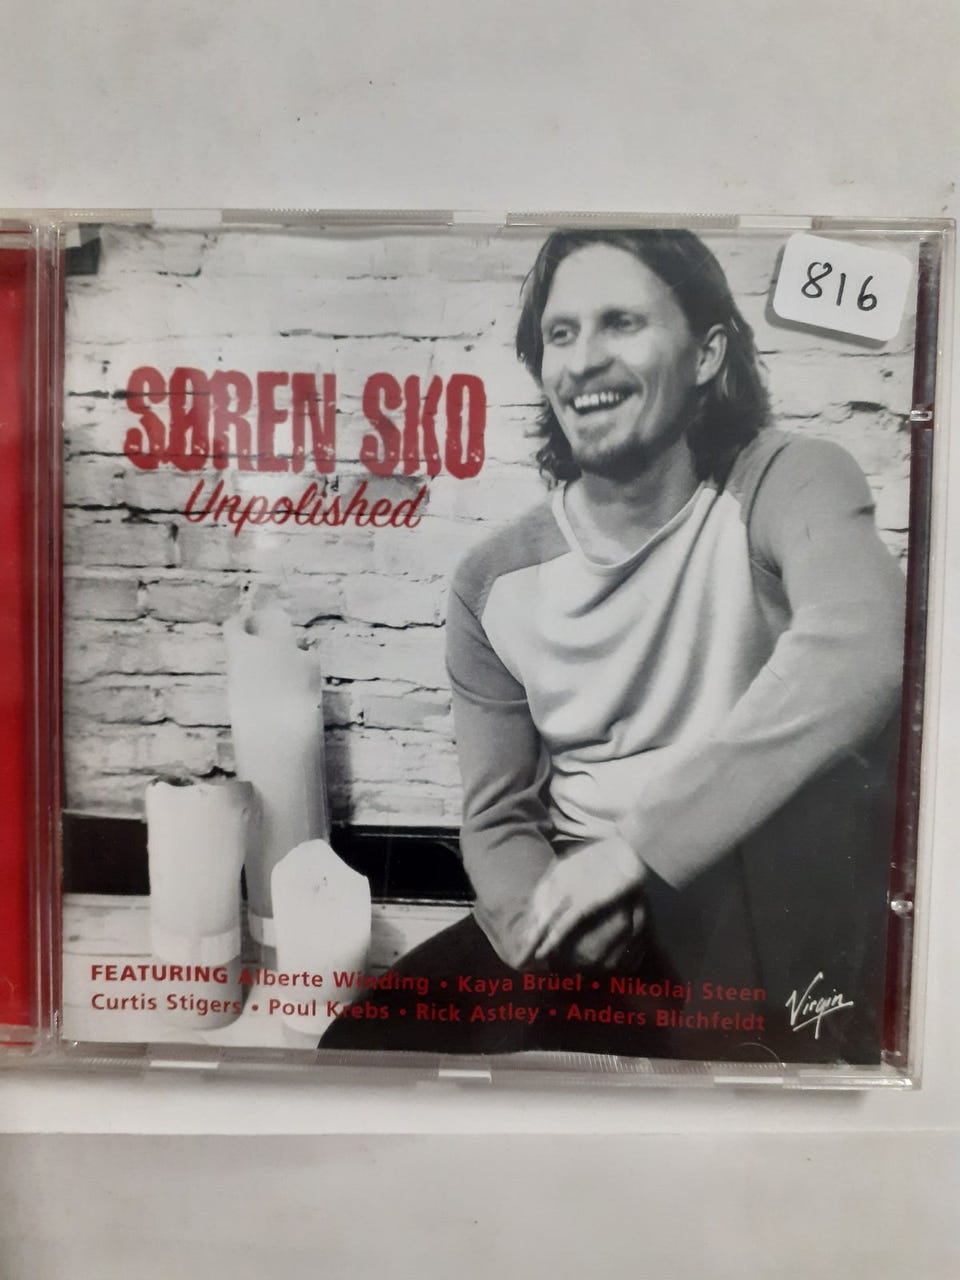 816
SØREN SKO
Unpolished
FEATURING Alberte Winding • Kaya Brüel • Nikolaj Steen
Curtis Stigers • Poul Krebs • Rick Astley • Anders Blichfeldt
Virgin